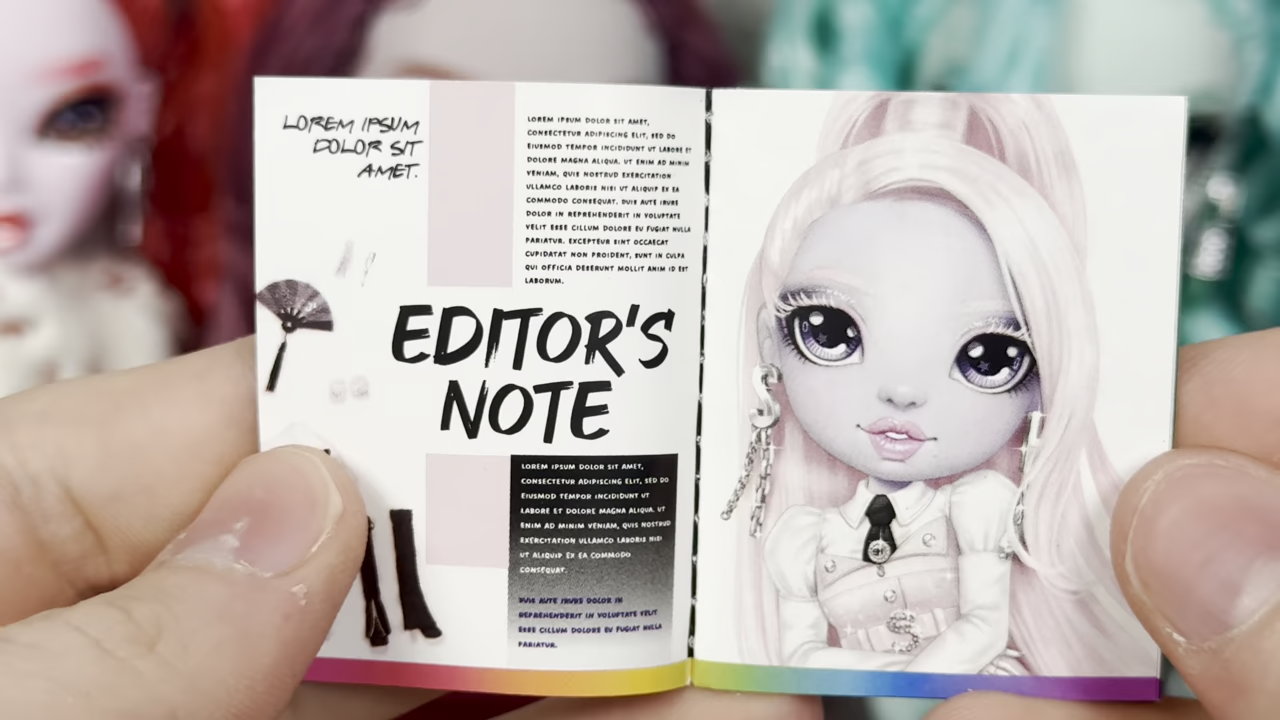 LOREM IPSUM
DOLOR SIT
AMET.
LOREM IPSUM DOLOR SIT AMET,
CONSECTETUR ADIPISCING ELIT, SED DO
EIUSMOD TEMPOR INCIDIDUNT UT LABORE ET
DOLORE MAGNA ALIQUA. UT ENIM AD MINIM
VENIAM, QUIS NOSTRUD EXERCITATION
ULLAMCO LABORIS NISI UT ALIQUIP EX EA
COMMODO CONSEQUAT. DUIS AUTE IRURE
DOLOR IN REPREHENDERIT IN VOLUPTATE
VELIT ESSE CILLUM DOLORE EU FUGIAT NULLA
PARIATUR. EXCEPTEUR SINT OCCAECAT
CUPIDATAT NON PROIDENT, SUNT IN CULPA
QUI OFFICIA DESERUNT MOLLIT ANIM ID EST
LABORUM.
EDITOR'S
NOTE
LOREM IPSUM DOLOR SIT AMET,
CONSECTETUR ADIPISCING ELIT, SED DO
EIUSMOD TEMPOR INCIDIDUNT UT
LABORE ET DOLORE MAGNA ALIQUA. UT
ENIM AD MINIM VENIAM, QUIS NOSTRUD
EXERCITATION ULLAMCO LABORIS NISI
UT ALIQUIP EX EA COMMODO
CONSEQUAT.
DUIS AUTE IRURE DOLOR IN
REPREHENDERIT IN VOLUPTATE VELIT
ESSE CILLUM DOLORE EU FUGIAT NULLA
PARIATUR.